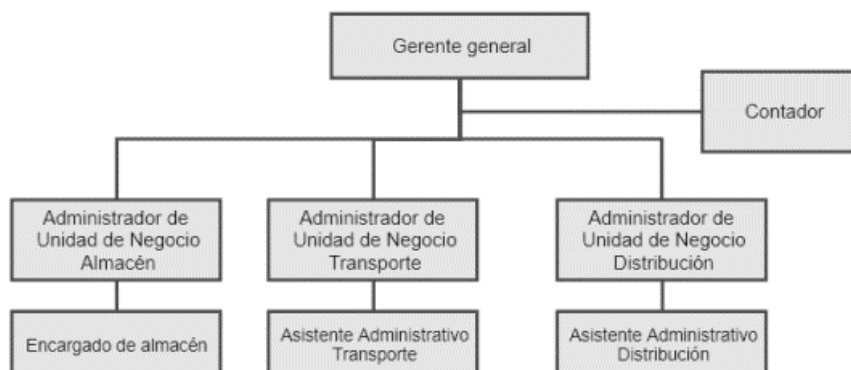 Gerente general
Contador
Administrador de
Unidad de Negocio
Almacén
Administrador de
Unidad de Negocio
Transporte
Administrador de
Unidad de Negocio
Distribución
Encargado de almacén
Asistente Administrativo
Transporte
Asistente Administrativo
Distribución